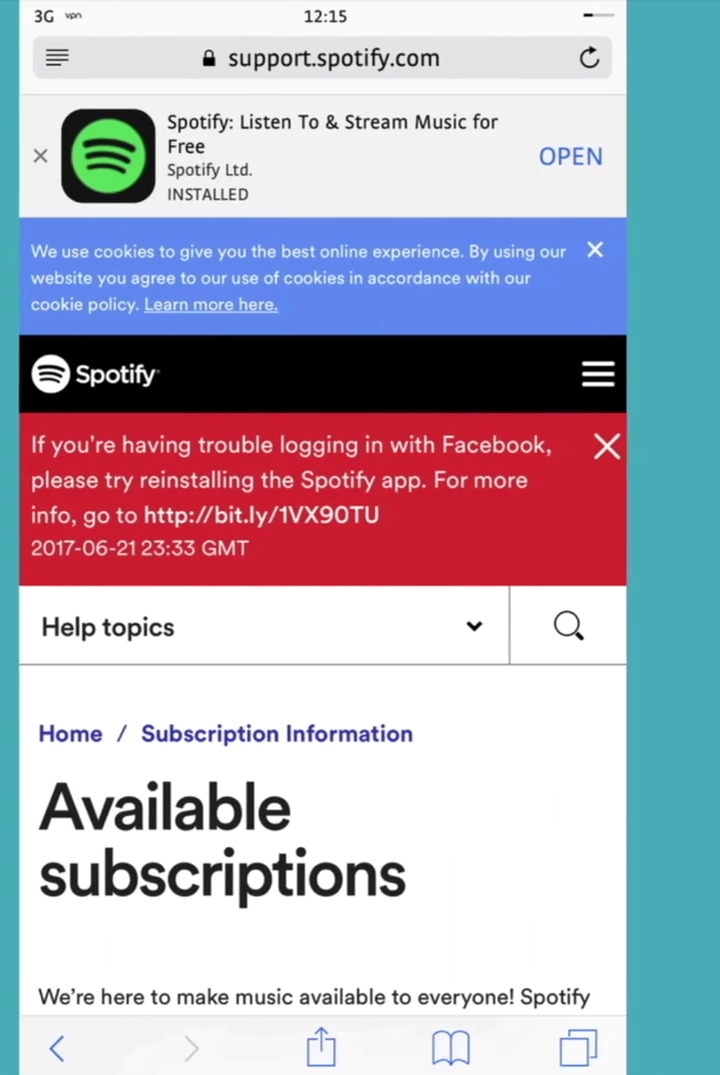 3G vpn 12:15
support.spotify.com
Spotify: Listen To & Stream Music for
Free
Spotify Ltd.
INSTALLED
OPEN
We use cookies to give you the best online experience. By using our
website you agree to our use of cookies in accordance with our
cookie policy. Learn more here.
Spotify
If you're having trouble logging in with Facebook,
please try reinstalling the Spotify app. For more
info, go to http://bit.ly/1VX90TU
2017-06-21 23:33 GMT
Help topics
Home / Subscription Information
Available
subscriptions
We’re here to make music available to everyone! Spotify